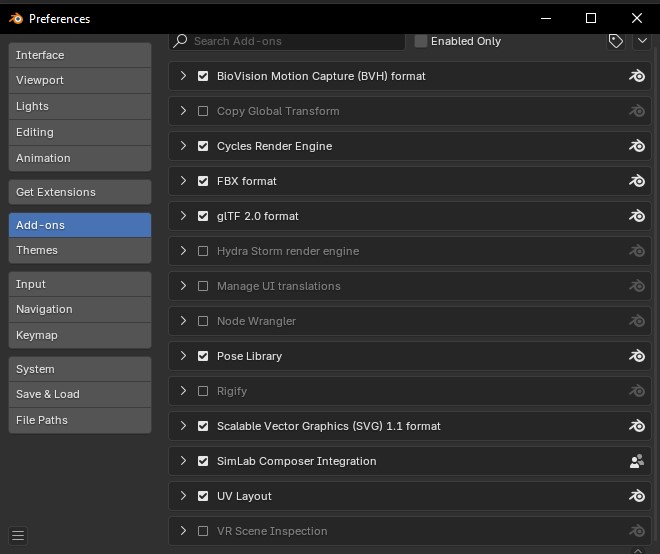 Preferences
Interface
Viewport
Lights
Editing
Animation
Get Extensions
Add-ons
Themes
Input
Navigation
Keymap
System
Save & Load
File Paths
Search Add-ons
Enabled Only
BioVision Motion Capture (BVH) format
Copy Global Transform
Cycles Render Engine
FBX format
glTF 2.0 format
Hydra Storm render engine
Manage UI translations
Node Wrangler
Pose Library
Rigify
Scalable Vector Graphics (SVG) 1.1 format
SimLab Composer Integration
UV Layout
VR Scene Inspection